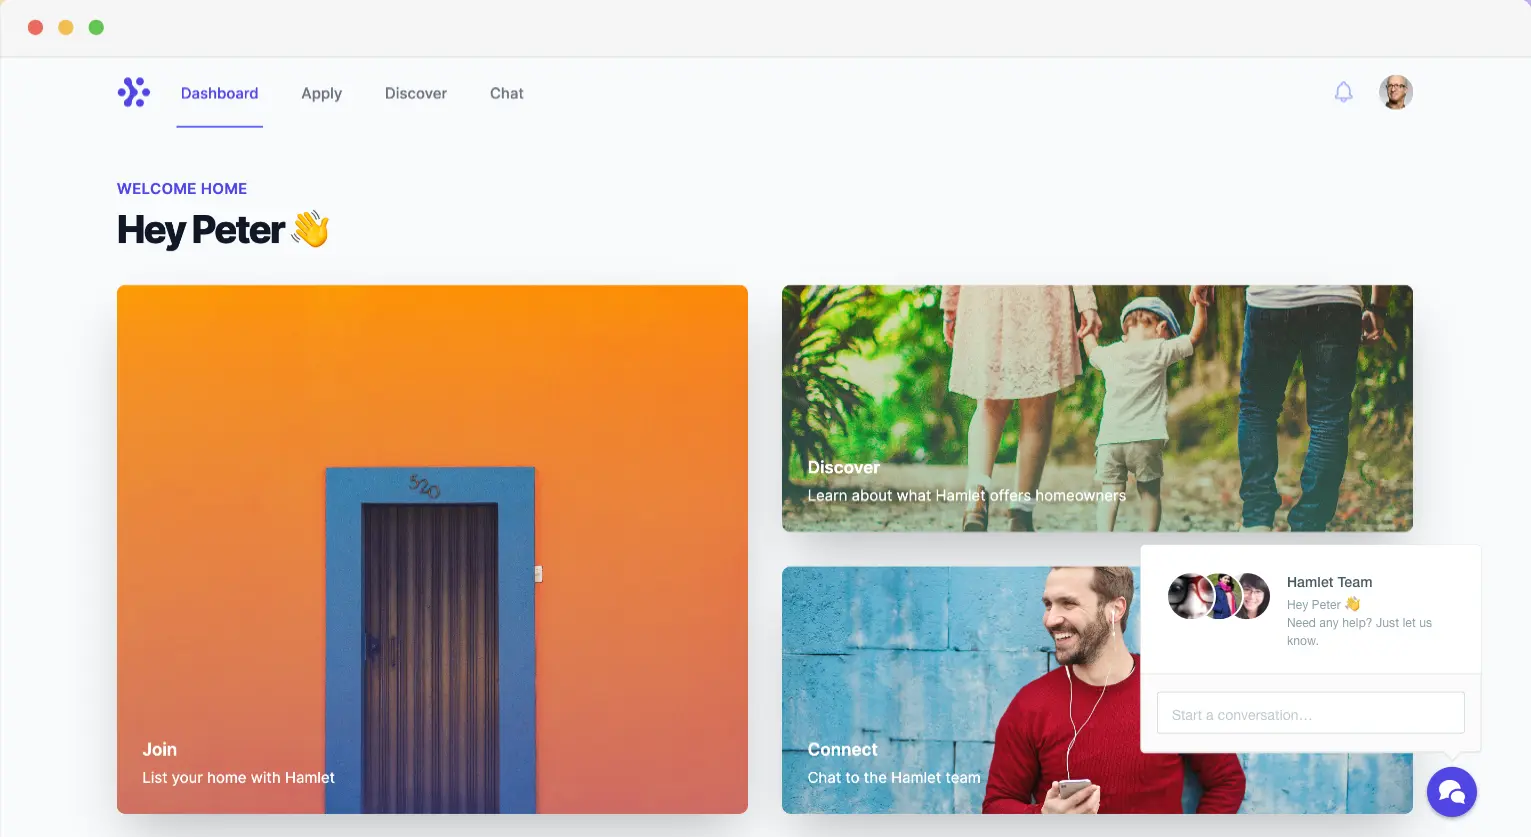 Dashboard
Apply
Discover
Chat
WELCOME HOME
Hey Peter 👋
520
Join
List your home with Hamlet
Discover
Learn about what Hamlet offers homeowners
Connect
Chat to the Hamlet team
Hamlet Team
Hey Peter 👋
Need any help? Just let us
know.
Start a conversation...